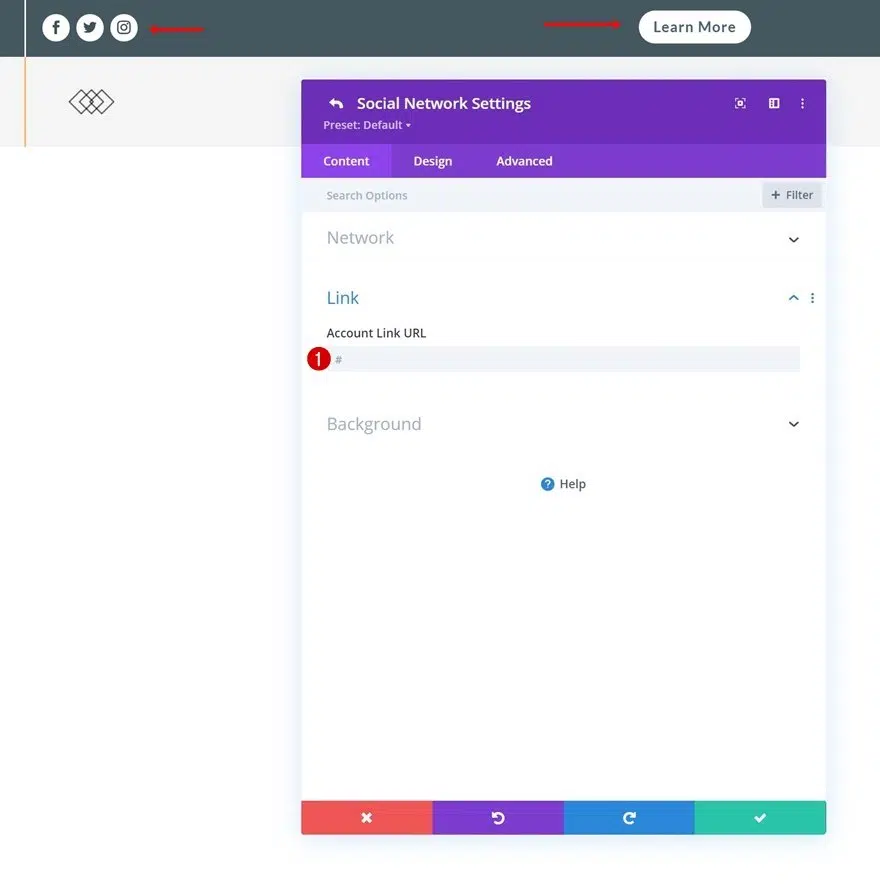 Learn More
Social Network Settings
Preset: Default
Content Design Advanced
Search Options + Filter
Network
Link
Account Link URL
1 #
Background
? Help